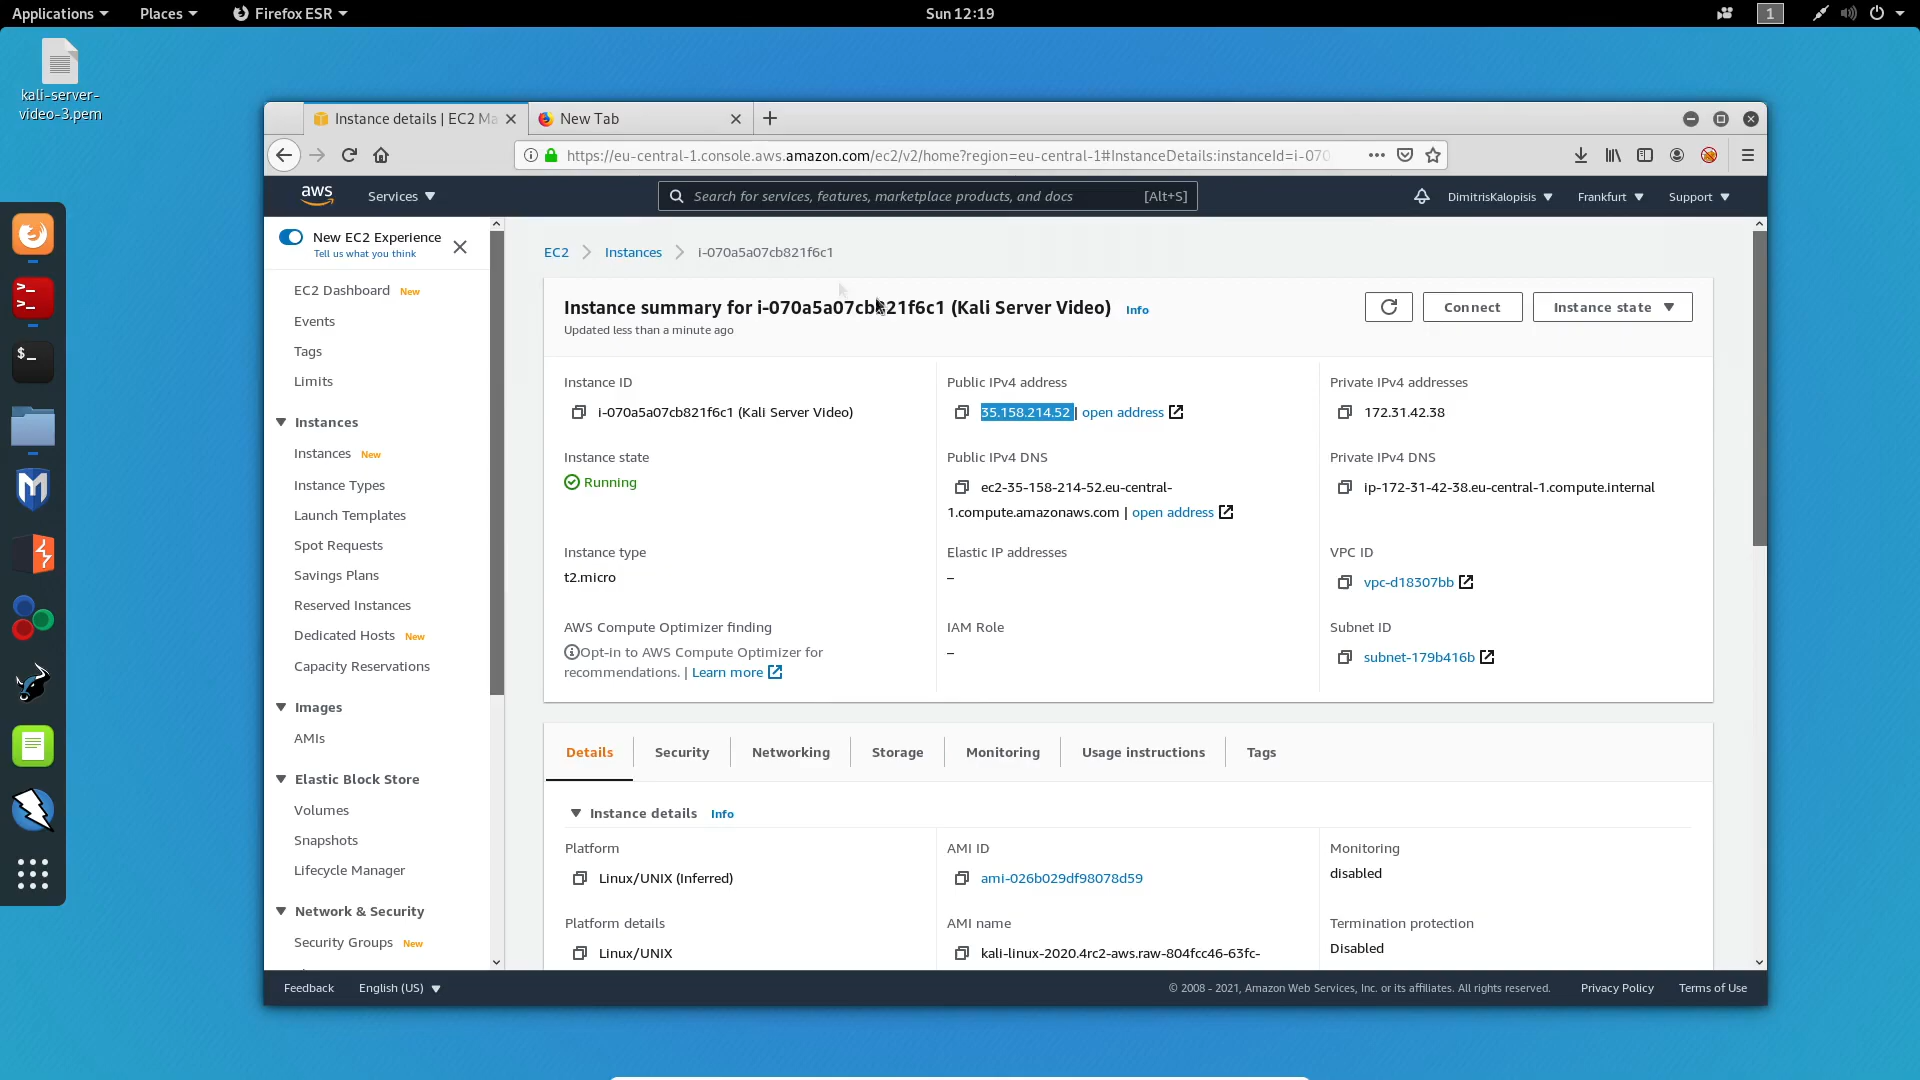 Applications
Places
Firefox ESR
Sun 12:19
1
kali-server-
video-3.pem
Instance details | EC2 Ma
New Tab
https://eu-central-1.console.aws.amazon.com/ec2/v2/home?region=eu-central-1#InstanceDetails:instanceId=i-070
aws
Services
Search for services, features, marketplace products, and docs
[Alt+S]
DimitrisKalopisis
Frankfurt
Support
New EC2 Experience
Tell us what you think
EC2 Dashboard New
Events
Tags
Limits
Instances
Instances New
Instance Types
Launch Templates
Spot Requests
Savings Plans
Reserved Instances
Dedicated Hosts New
Capacity Reservations
Images
AMIs
Elastic Block Store
Volumes
Snapshots
Lifecycle Manager
Network & Security
Security Groups New
EC2
Instances
i-070a5a07cb821f6c1
Instance summary for i-070a5a07cb821f6c1 (Kali Server Video) Info
Updated less than a minute ago
Connect
Instance state
Instance ID
i-070a5a07cb821f6c1 (Kali Server Video)
Public IPv4 address
35.158.214.52 | open address
Private IPv4 addresses
172.31.42.38
Instance state
Running
Public IPv4 DNS
ec2-35-158-214-52.eu-central-
1.compute.amazonaws.com | open address
Private IPv4 DNS
ip-172-31-42-38.eu-central-1.compute.internal
Instance type
t2.micro
Elastic IP addresses
–
VPC ID
vpc-d18307bb
AWS Compute Optimizer finding
Opt-in to AWS Compute Optimizer for
recommendations. | Learn more
IAM Role
–
Subnet ID
subnet-179b416b
Details
Security
Networking
Storage
Monitoring
Usage instructions
Tags
Instance details Info
Platform
Linux/UNIX (Inferred)
AMI ID
ami-026b029df98078d59
Monitoring
disabled
Platform details
Linux/UNIX
AMI name
kali-linux-2020.4rc2-aws.raw-804fcc46-63fc-
Termination protection
Disabled
Feedback
English (US)
© 2008 - 2021, Amazon Web Services, Inc. or its affiliates. All rights reserved.
Privacy Policy
Terms of Use